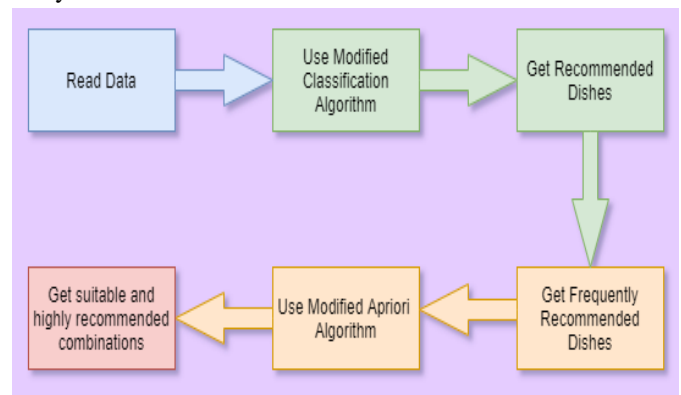 Read Data
Use Modified
Classification
Algorithm
Get Recommended
Dishes
Get suitable and
highly recommended
combinations
Use Modified Apriori
Algorithm
Get Frequently
Recommended
Dishes